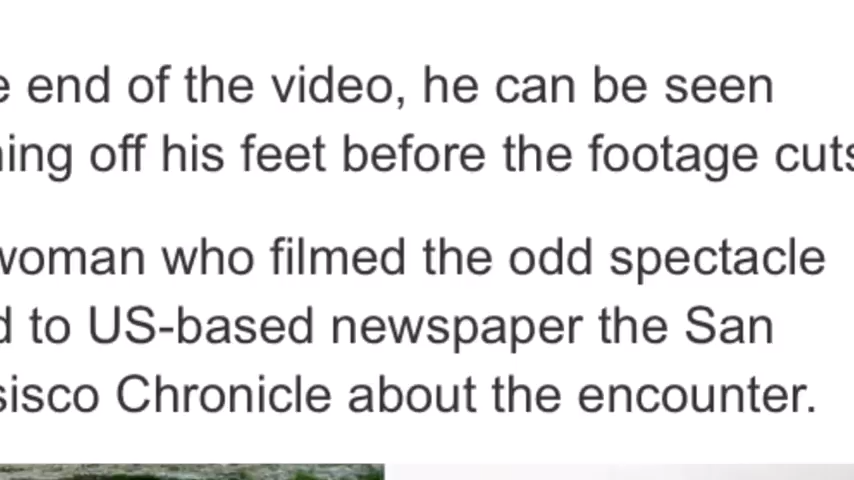 e end of the video, he can be seen
ning off his feet before the footage cuts
woman who filmed the odd spectacle
d to US-based newspaper the San
sisco Chronicle about the encounter.